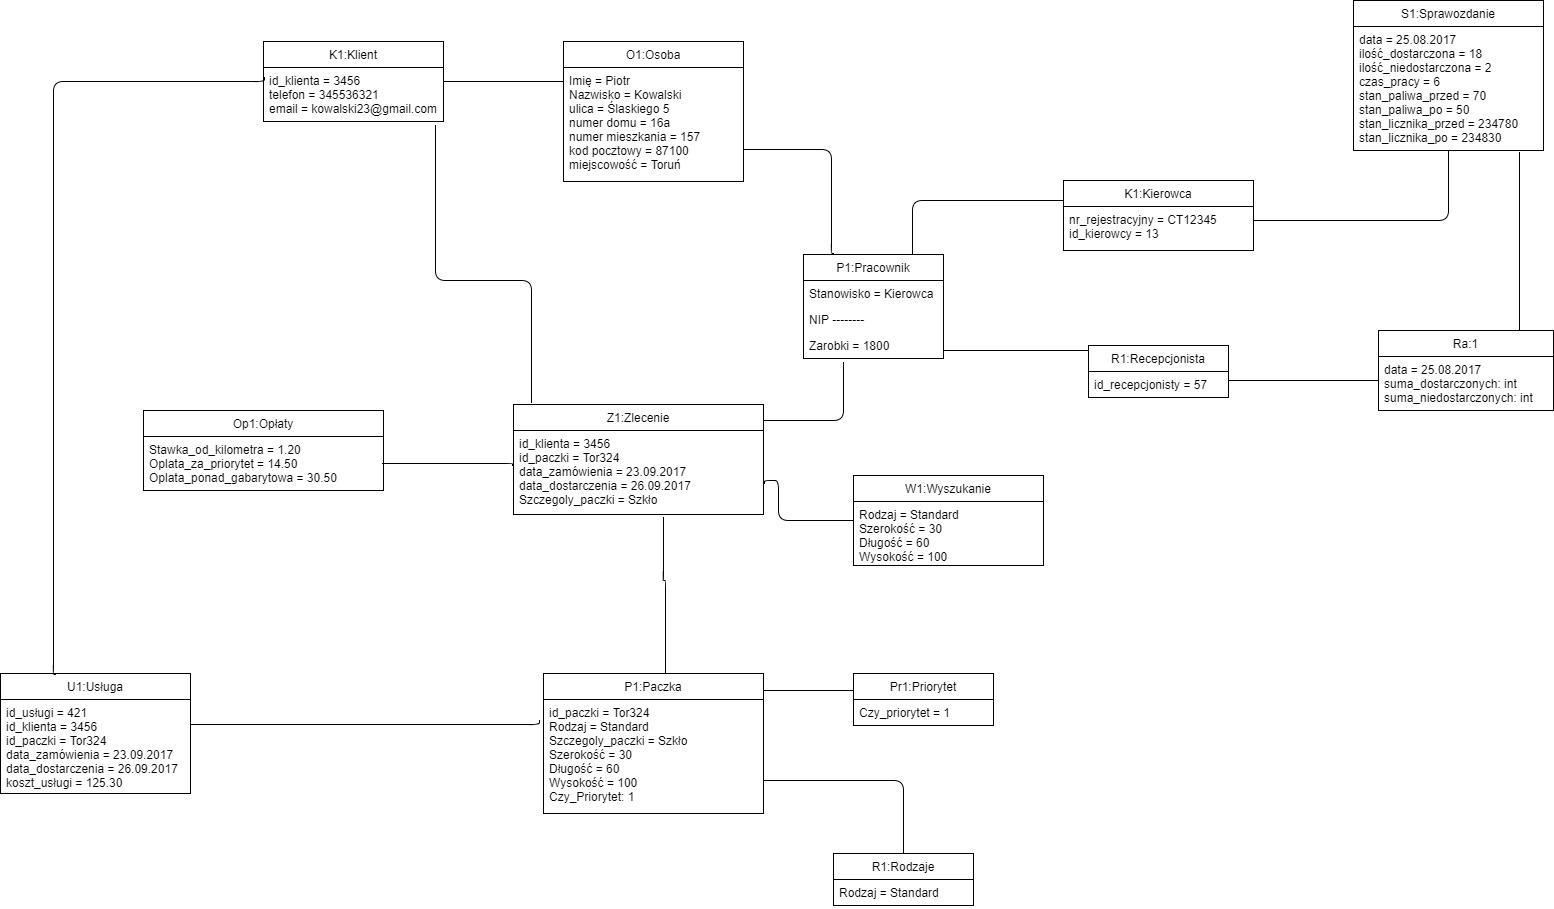 S1:Sprawozdanie
data = 25.08.2017
ilość_dostarczona = 18
ilość_niedostarczona = 2
czas_pracy = 6
stan_paliwa_przed = 70
stan_paliwa_po = 50
stan_licznika_przed = 234780
stan_licznika_po = 234830
K1:Klient
id_klienta = 3456
telefon = 345536321
email = kowalski23@gmail.com
O1:Osoba
Imię = Piotr
Nazwisko = Kowalski
ulica = Ślaskiego 5
numer domu = 16a
numer mieszkania = 157
kod pocztowy = 87100
miejscowość = Toruń
K1:Kierowca
nr_rejestracyjny = CT12345
id_kierowcy = 13
P1:Pracownik
Stanowisko = Kierowca
NIP --------
Zarobki = 1800
R1:Recepcjonista
id_recepcjonisty = 57
Ra:1
data = 25.08.2017
suma_dostarczonych: int
suma_niedostarczonych: int
Op1:Opłaty
Stawka_od_kilometra = 1.20
Oplata_za_priorytet = 14.50
Oplata_ponad_gabarytowa = 30.50
Z1:Zlecenie
id_klienta = 3456
id_paczki = Tor324
data_zamówienia = 23.09.2017
data_dostarczenia = 26.09.2017
Szczegoly_paczki = Szkło
W1:Wyszukanie
Rodzaj = Standard
Szerokość = 30
Długość = 60
Wysokość = 100
U1:Usługa
id_usługi = 421
id_klienta = 3456
id_paczki = Tor324
data_zamówienia = 23.09.2017
data_dostarczenia = 26.09.2017
koszt_usługi = 125.30
P1:Paczka
id_paczki = Tor324
Rodzaj = Standard
Szczegoly_paczki = Szkło
Szerokość = 30
Długość = 60
Wysokość = 100
Czy_Priorytet: 1
Pr1:Priorytet
Czy_priorytet = 1
R1:Rodzaje
Rodzaj = Standard